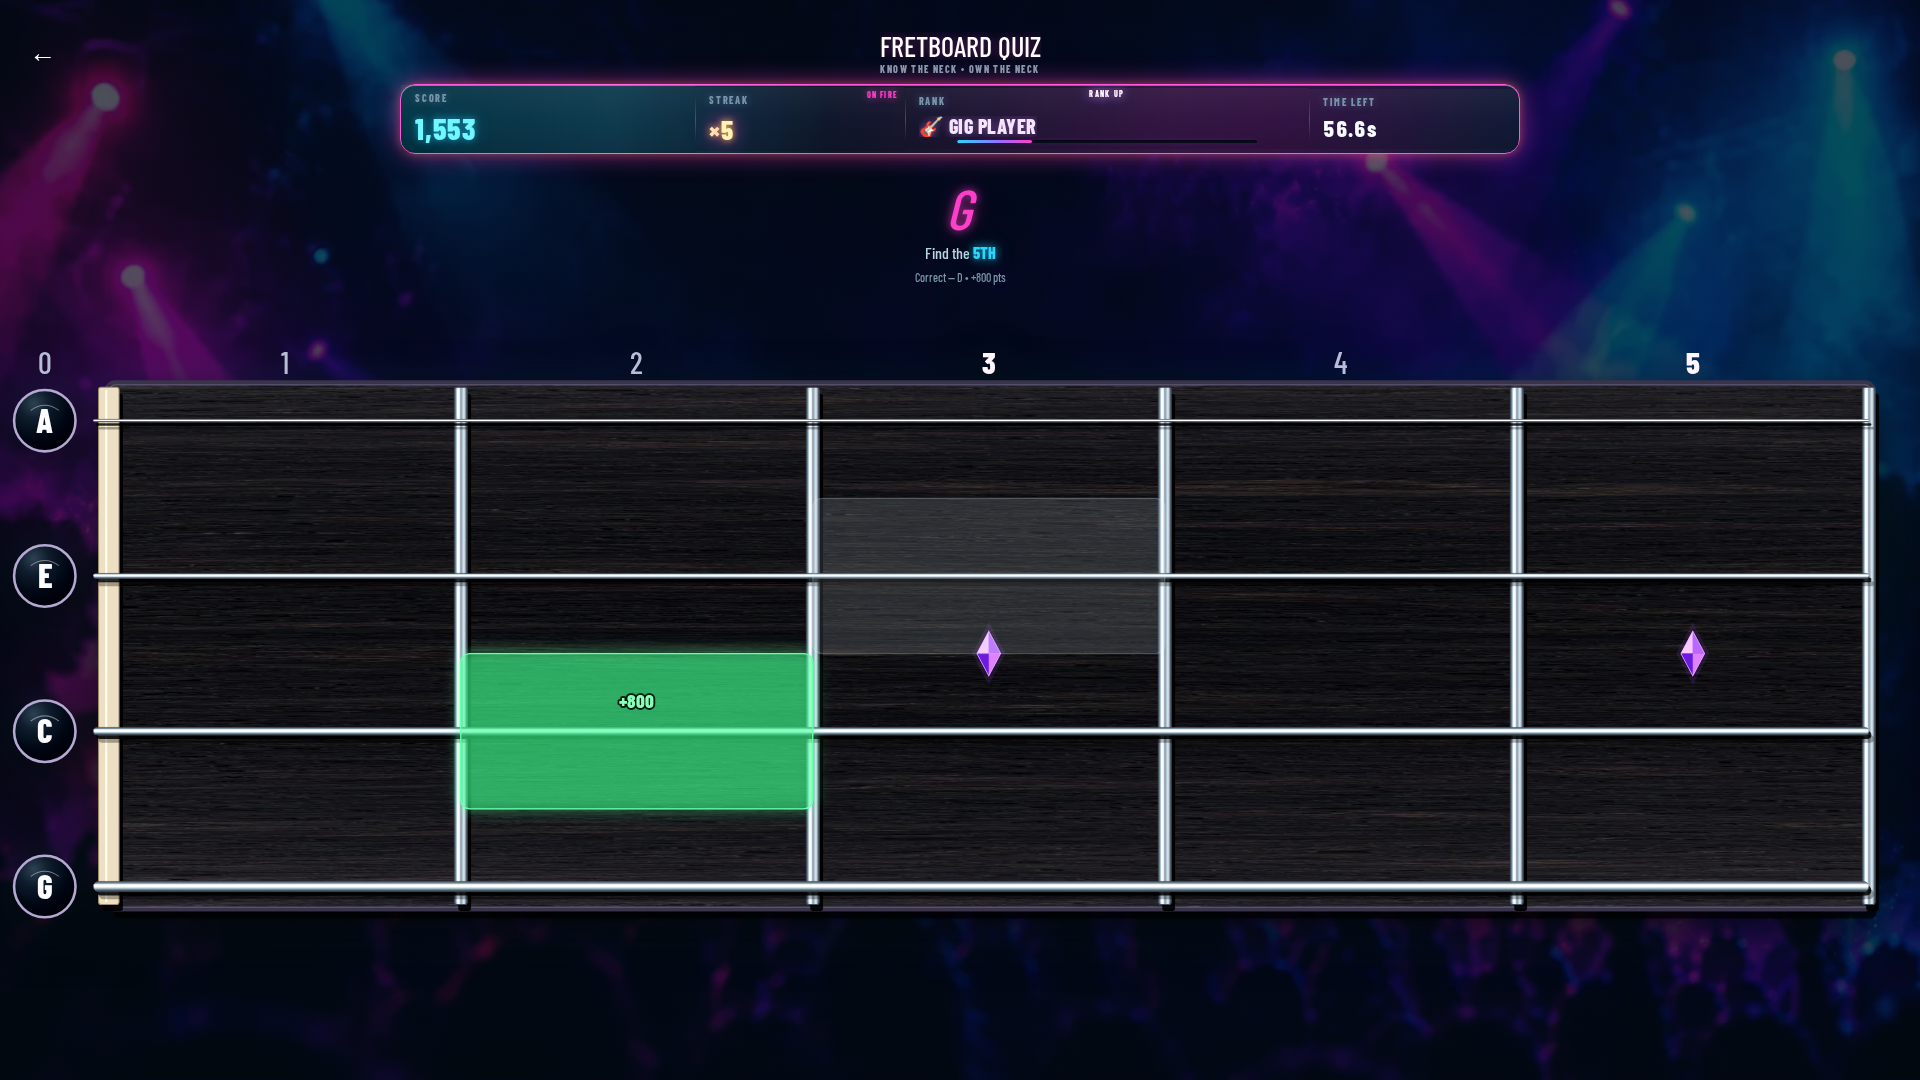 ←
FRETBOARD QUIZ
KNOW THE NECK • OWN THE NECK
SCORE
1,553
STREAK
×5
ON FIRE
RANK
GIG PLAYER
RANK UP
TIME LEFT
56.6s
G
Find the 5TH
Correct — D • +800 pts
0 1 2 3 4 5
A
E
+800
C
G